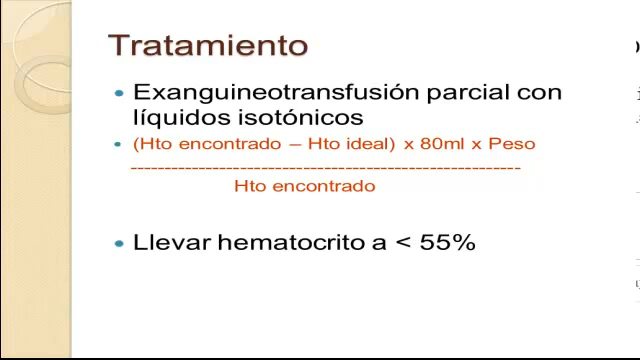 Tratamiento
Exanguineotransfusión parcial con
líquidos isotónicos
(Hto encontrado – Hto ideal) x 80ml x Peso
-----------------------------------------------------------
Hto encontrado
Llevar hematocrito a < 55%